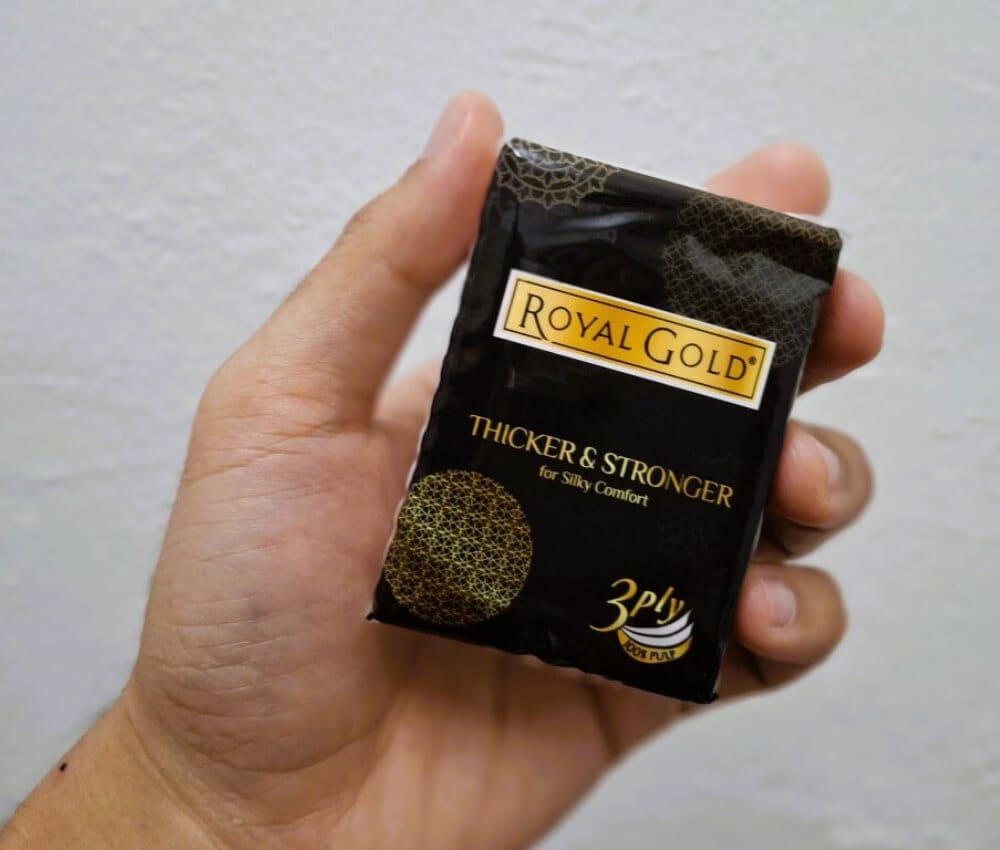 ROYAL GOLD®
THICKER & STRONGER
for Silky Comfort
3ply
100% PULP